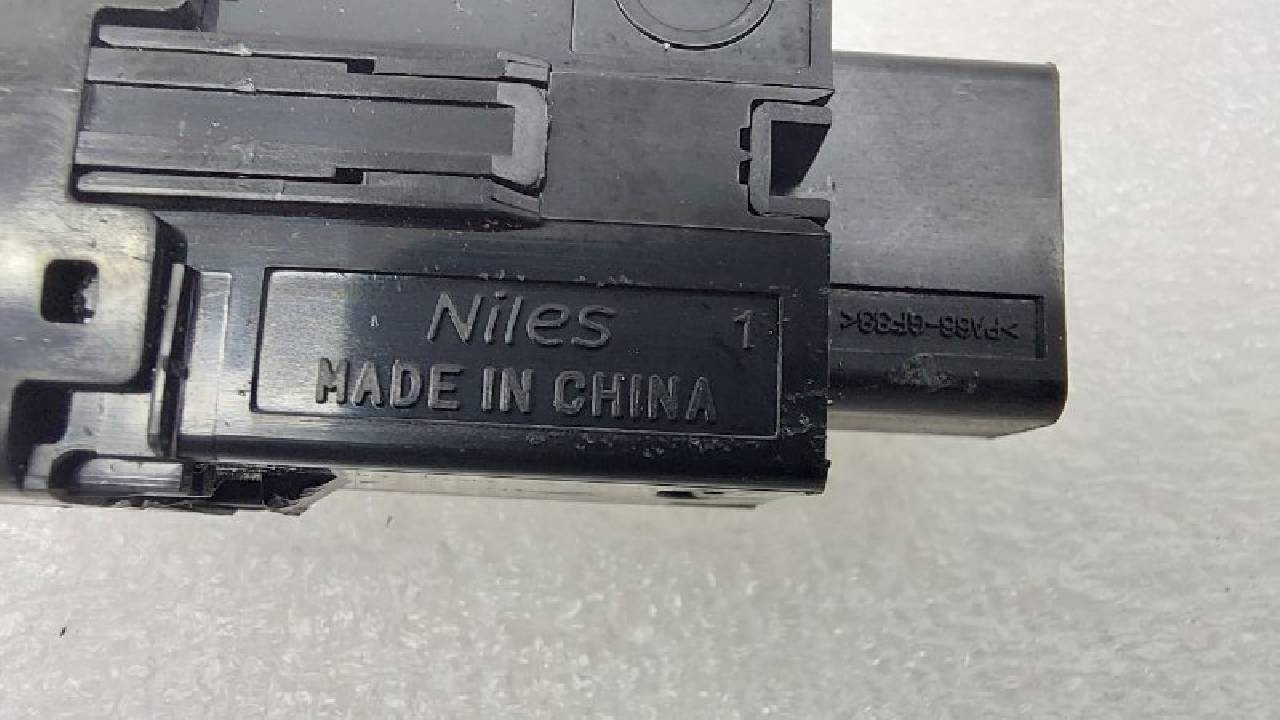 Niles 1
MADE IN CHINA
>PA66-GF33<